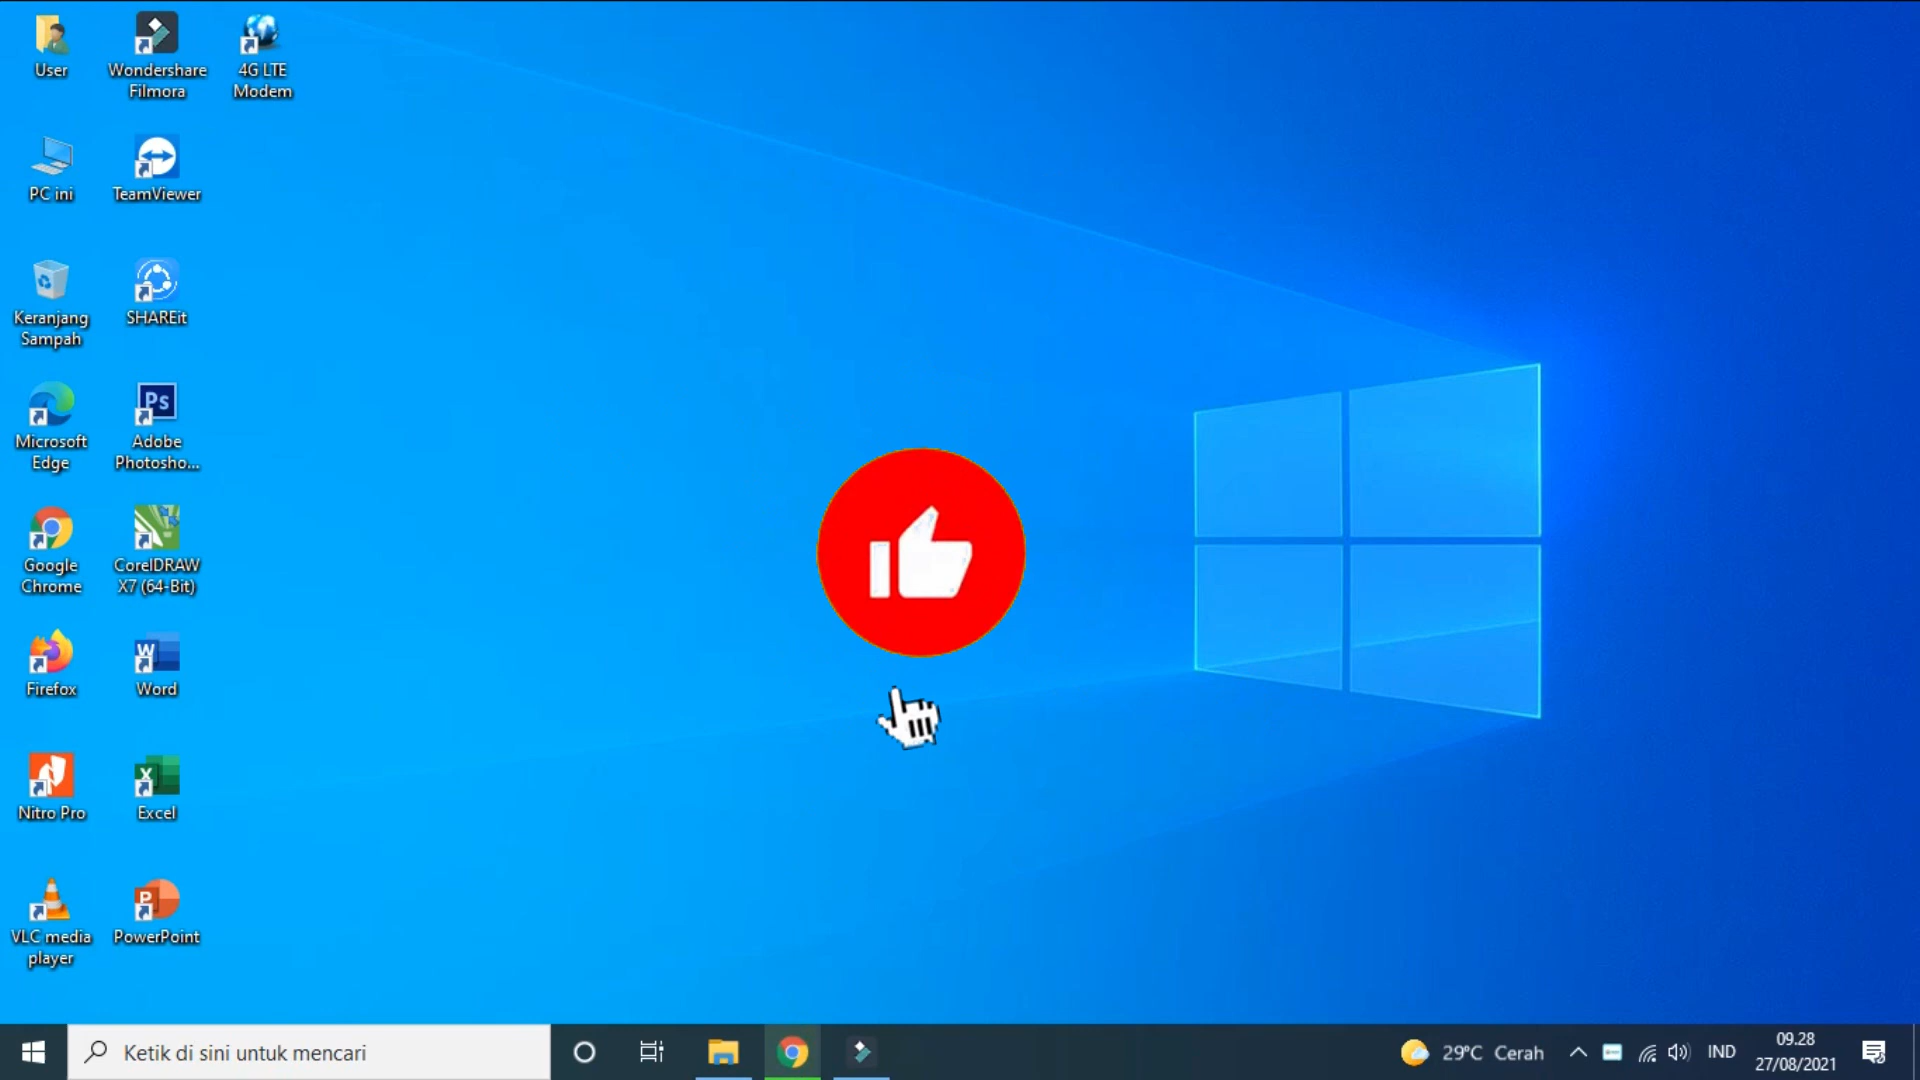 User
Wondershare
Filmora
4G LTE
Modem
PC ini
TeamViewer
Keranjang
Sampah
SHAREit
Microsoft
Edge
Ps
Adobe
Photosho...
Google
Chrome
CorelDRAW
X7 (64-Bit)
Firefox
W
Word
Nitro Pro
X
Excel
VLC media
player
P
PowerPoint
Ketik di sini untuk mencari
29°C Cerah
IND
09.28
27/08/2021